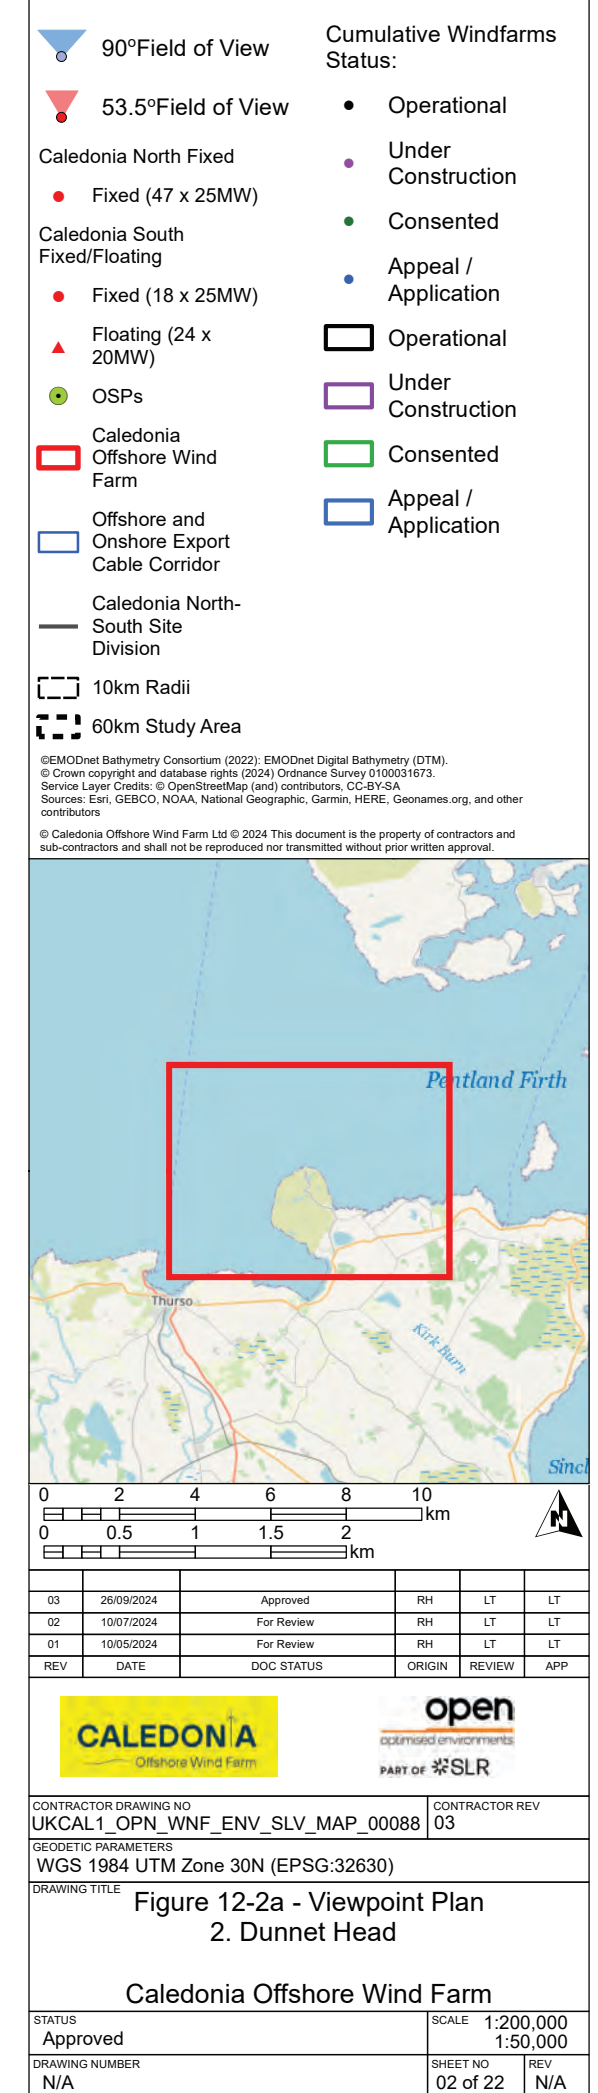 90°Field of View
53.5°Field of View
Caledonia North Fixed
Fixed (47 x 25MW)
Caledonia South
Fixed/Floating
Fixed (18 x 25MW)
Floating (24 x
20MW)
OSPs
Caledonia
Offshore Wind
Farm
Offshore and
Onshore Export
Cable Corridor
Caledonia North-
South Site
Division
10km Radii
60km Study Area
Cumulative Windfarms
Status:
Operational
Under
Construction
Consented
Appeal /
Application
Operational
Under
Construction
Consented
Appeal /
Application
©EMODnet Bathymetry Consortium (2022): EMODnet Digital Bathymetry (DTM).
© Crown copyright and database rights (2024) Ordnance Survey 0100031673.
Service Layer Credits: © OpenStreetMap (and) contributors, CC-BY-SA
Sources: Esri, GEBCO, NOAA, National Geographic, Garmin, HERE, Geonames.org, and other
contributors
© Caledonia Offshore Wind Farm Ltd © 2024 This document is the property of contractors and
sub-contractors and shall not be reproduced nor transmitted without prior written approval.
Pentland Firth
Thurso
Kirk Burn
Sincl
0 2 4 6 8 10
km
0 0.5 1 1.5 2
km
N
03 26/09/2024 Approved RH LT LT
02 10/07/2024 For Review RH LT LT
01 10/05/2024 For Review RH LT LT
REV DATE DOC STATUS ORIGIN REVIEW APP
CALEDONIA
Offshore Wind Farm
open
optimised environments
PART OF SLR
CONTRACTOR DRAWING NO
UKCAL1_OPN_WNF_ENV_SLV_MAP_00088
CONTRACTOR REV
03
GEODETIC PARAMETERS
WGS 1984 UTM Zone 30N (EPSG:32630)
DRAWING TITLE
Figure 12-2a - Viewpoint Plan
2. Dunnet Head
Caledonia Offshore Wind Farm
STATUS
Approved
SCALE 1:200,000
1:50,000
DRAWING NUMBER
N/A
SHEET NO
02 of 22
REV
N/A